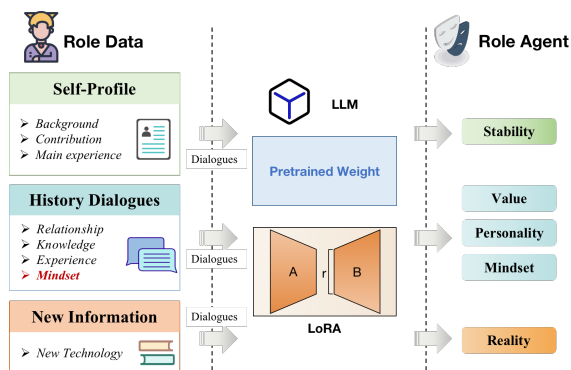 Role Data
Role Agent
Self-Profile
Background
Contribution
Main experience
Dialogues
LLM
Pretrained Weight
Stability
History Dialogues
Relationship
Knowledge
Experience
Mindset
Dialogues
A
r
B
LoRA
Value
Personality
Mindset
New Information
New Technology
Dialogues
Reality